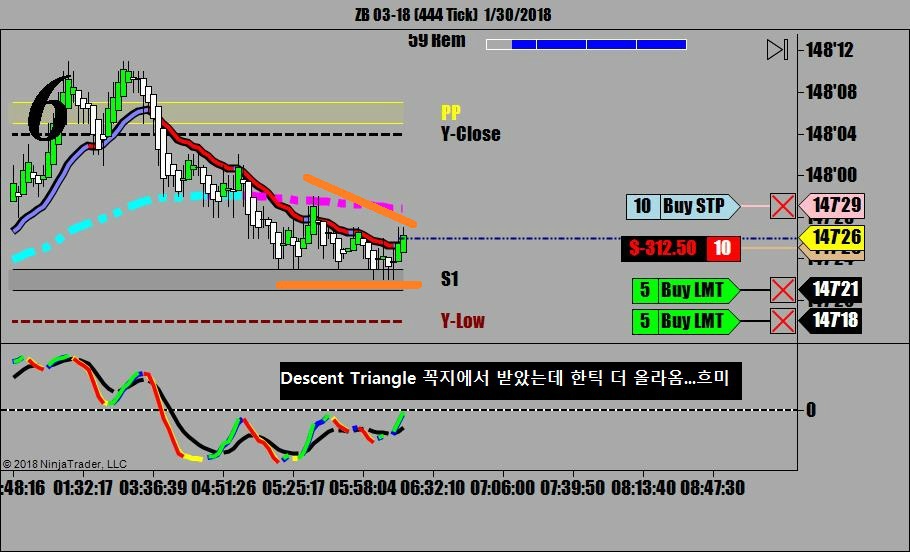 ZB 03-18 (444 Tick) 1/30/2018
59 Rem
148'12
148'08
6
PP
148'04
Y-Close
148'00
10 Buy STP
147'29
147'26
$-312.50 10
S1
5 Buy LMT
147'21
5 Buy LMT
147'18
Y-Low
Descent Triangle 꼭지에서 받았는데 한틱 더 올라옴...흐미
0
© 2018 NinjaTrader, LLC
:48:16 01:32:17 03:36:39 04:51:26 05:25:17 05:58:04 06:32:10 07:06:00 07:39:50 08:13:40 08:47:30